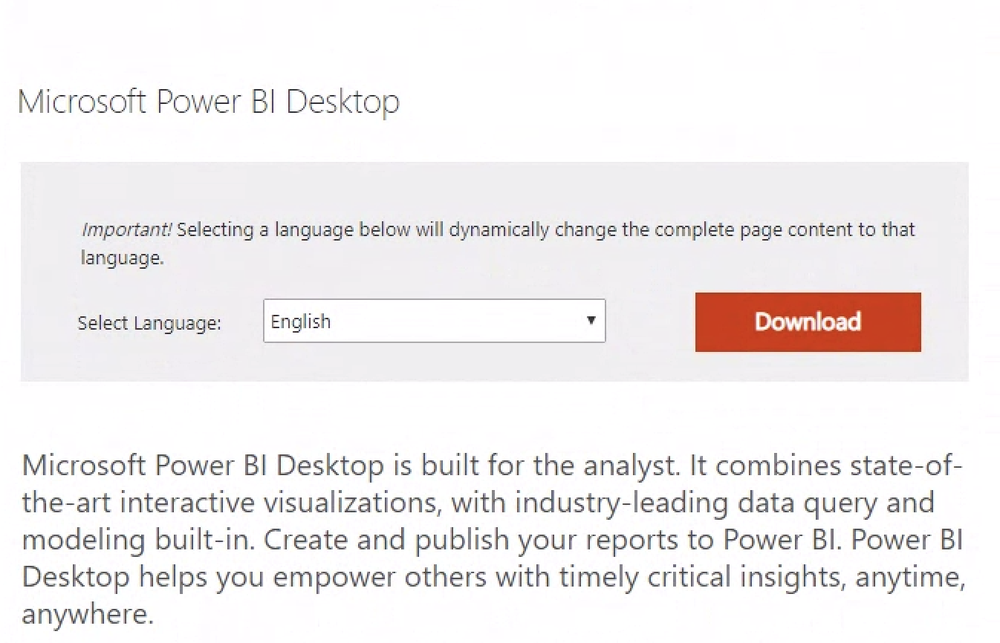 Microsoft Power BI Desktop
Important! Selecting a language below will dynamically change the complete page content to that
language.
Select Language: English Download
Microsoft Power BI Desktop is built for the analyst. It combines state-of-
the-art interactive visualizations, with industry-leading data query and
modeling built-in. Create and publish your reports to Power BI. Power BI
Desktop helps you empower others with timely critical insights, anytime,
anywhere.